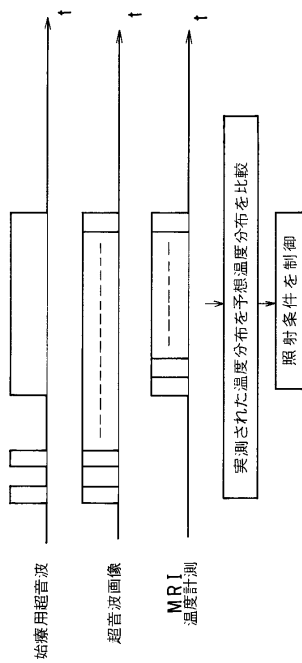 始療用超音波
t
超音波画像
t
MRI
温度計測
t
実測された温度分布を予想温度分布を比較
照射条件を制御